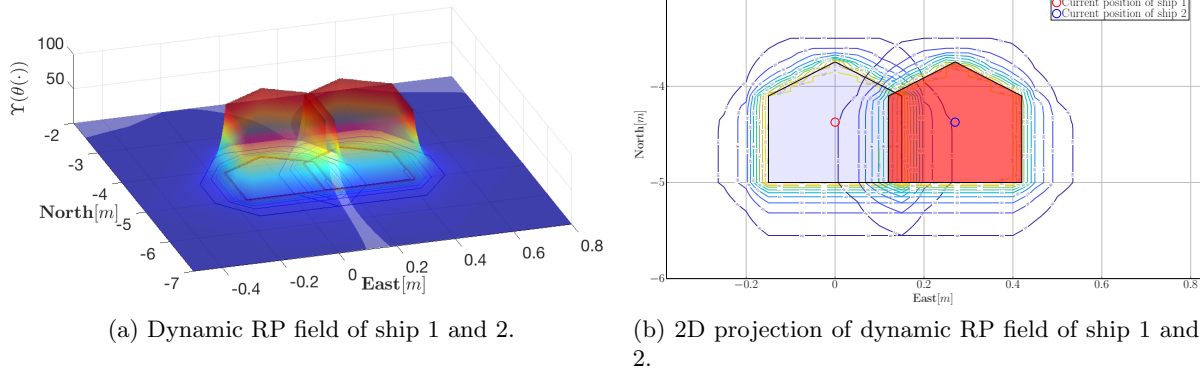 Current position of ship 1
Current position of ship 2
100
50
ϒ(θ(·))
-2
-3
-4
-5
-6
-7
North[m]
-0.4
-0.2
0
0.2
0.4
0.6
0.8
East[m]
North[m]
−4
−5
−6
−0.2
0
0.2
0.4
0.6
0.8
East[m]
(a) Dynamic RP field of ship 1 and 2.
(b) 2D projection of dynamic RP field of ship 1 and
2.